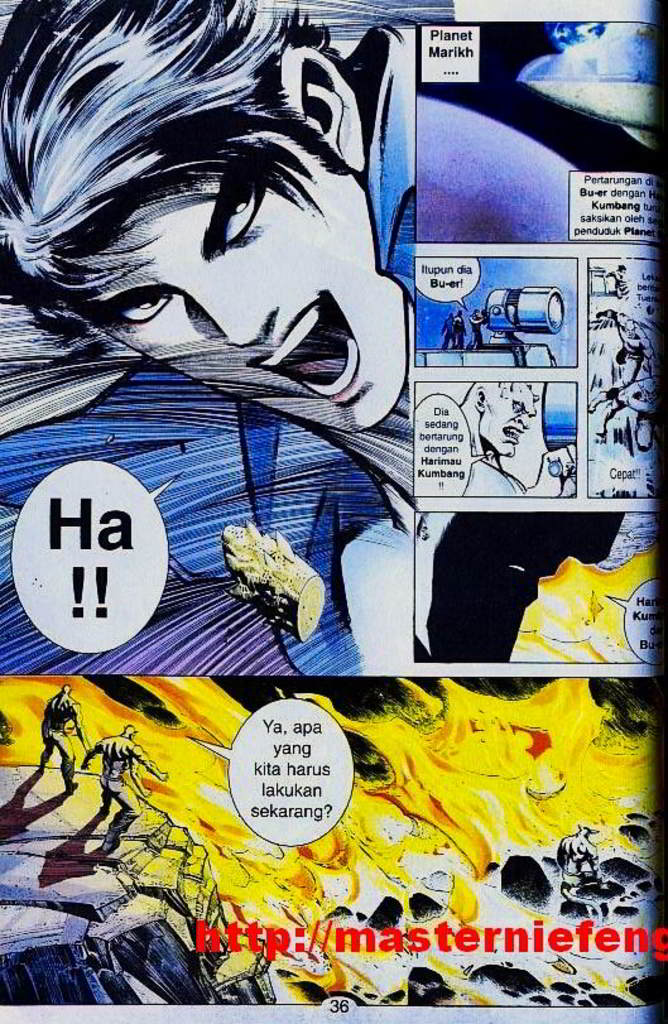 Planet
Marikh
....
Pertarungan di
Bu-er dengan
Kumbang
saksikan oleh
penduduk Planet
Itupun dia
Bu-er!
Dia
sedang
bertarung
dengan
Harimau
Kumbang
!!
Cepat!!
Ha
!!
Ya, apa
yang
kita harus
lakukan
sekarang?
http://masterniefeng
36